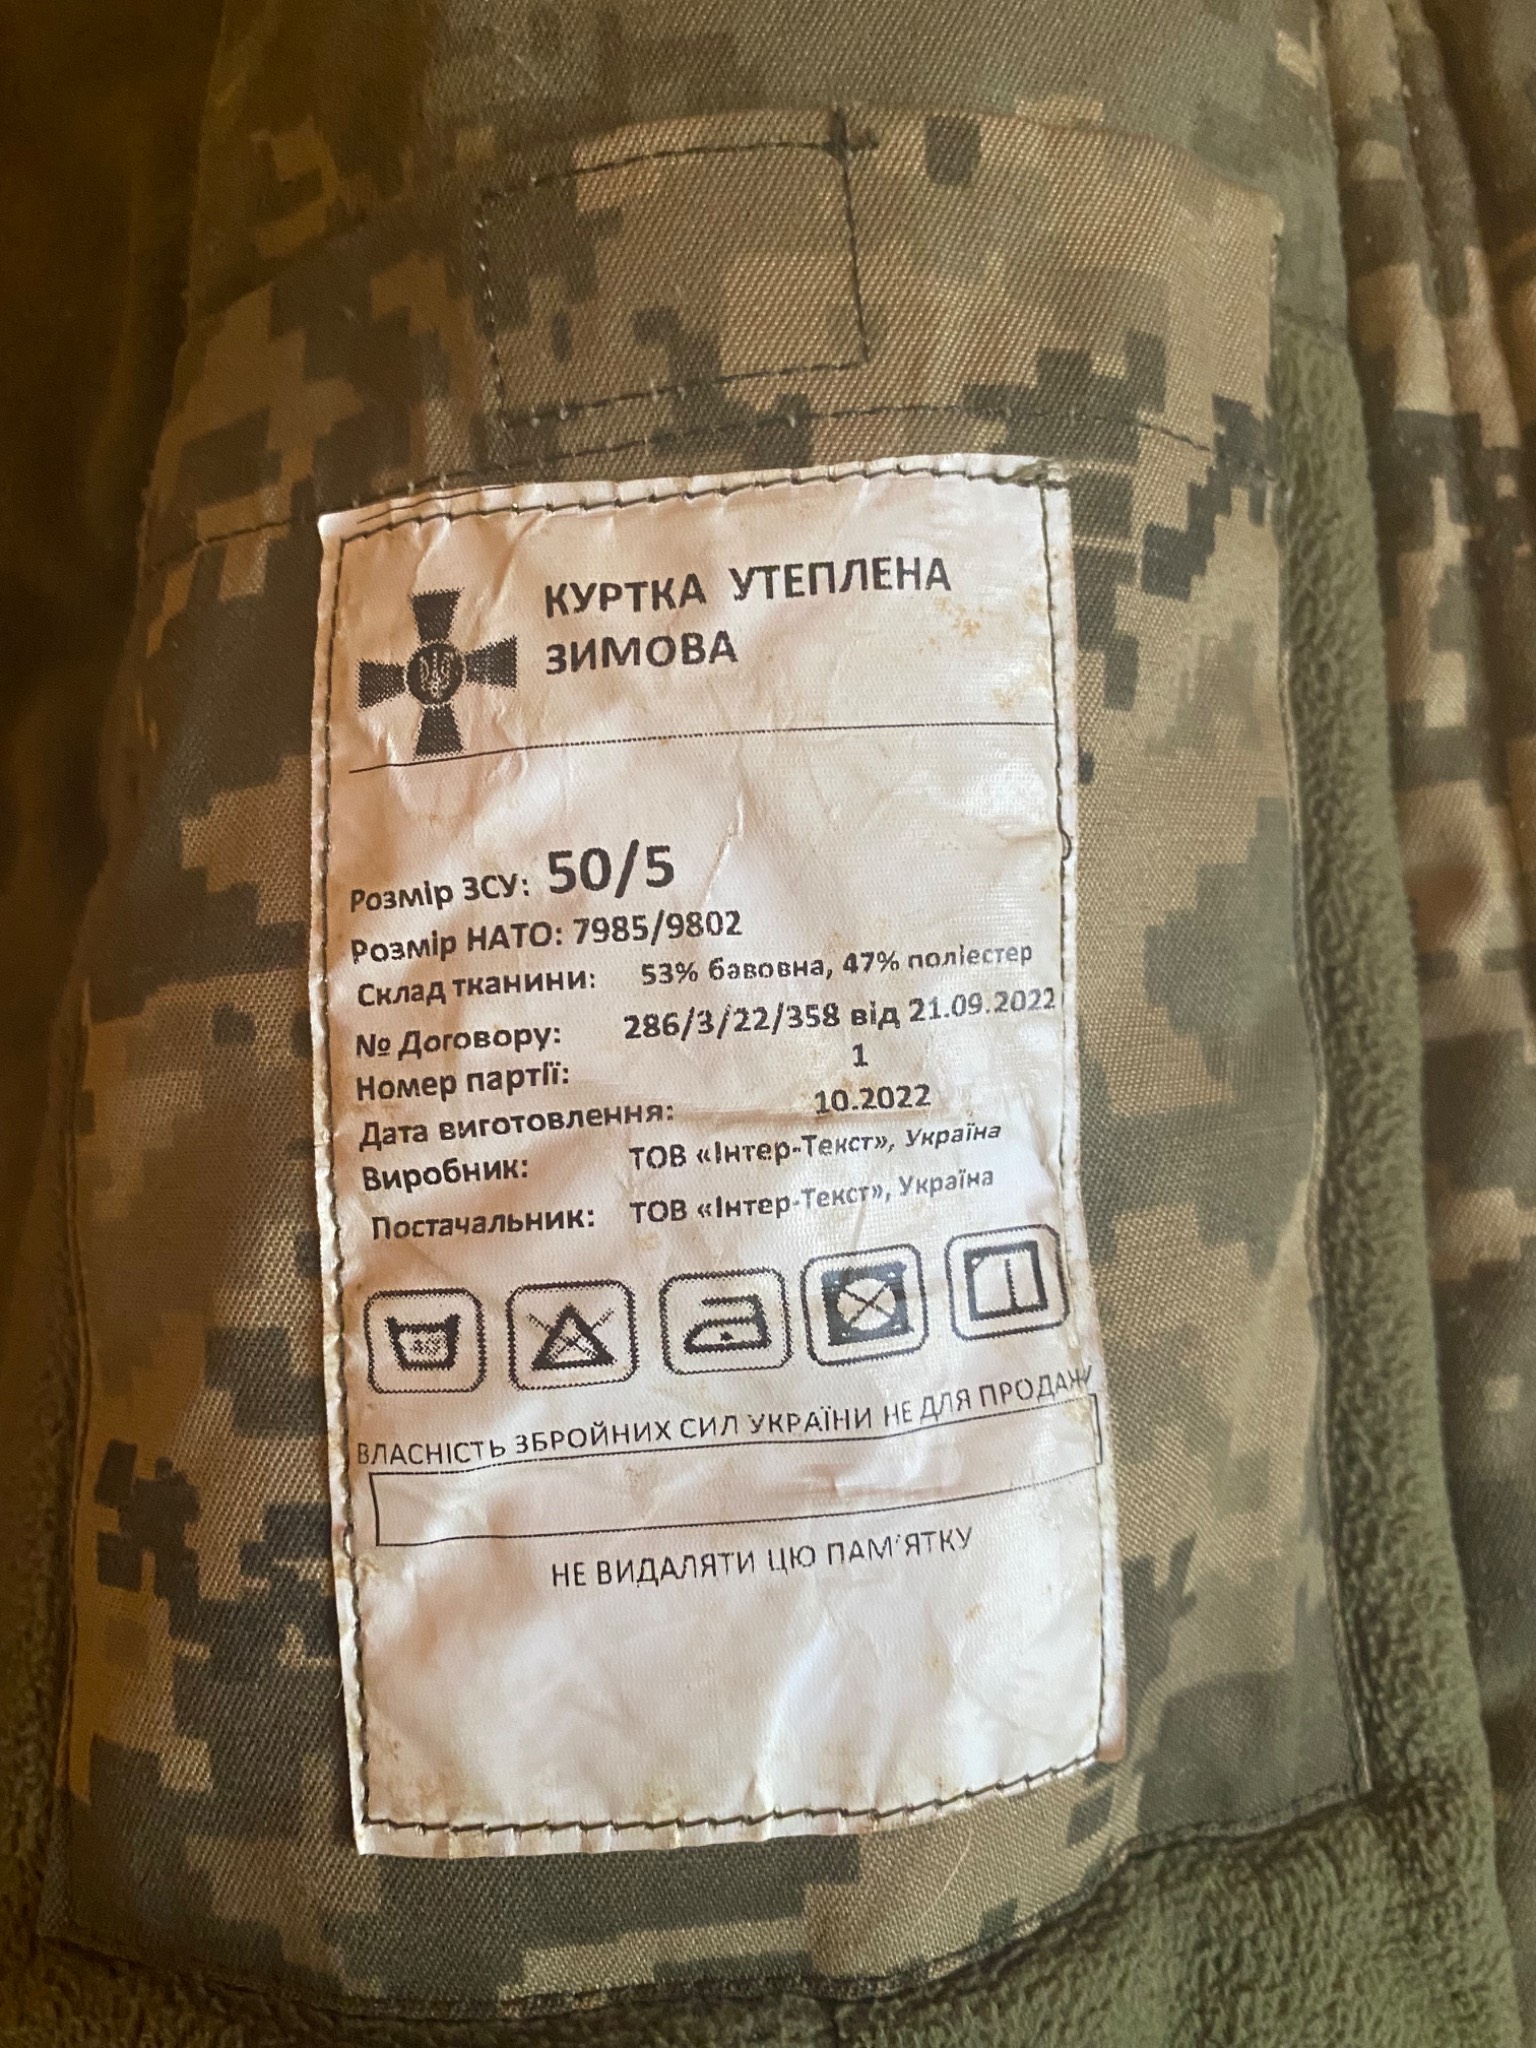 КУРТКА УТЕПЛЕНА
ЗИМОВА
Розмір ЗСУ: 50/5
Розмір НАТО: 7985/9802
Склад тканини: 53% бавовна, 47% поліестер
№ Договору: 286/3/22/358 від 21.09.2022
Номер партії: 1
Дата виготовлення: 10.2022
Виробник: ТОВ «Інтер-Текст», Україна
Постачальник: ТОВ «Інтер-Текст», Україна
ВЛАСНІСТЬ ЗБРОЙНИХ СИЛ УКРАЇНИ НЕ ДЛЯ ПРОДАЖУ
НЕ ВИДАЛЯТИ ЦЮ ПАМ'ЯТКУ